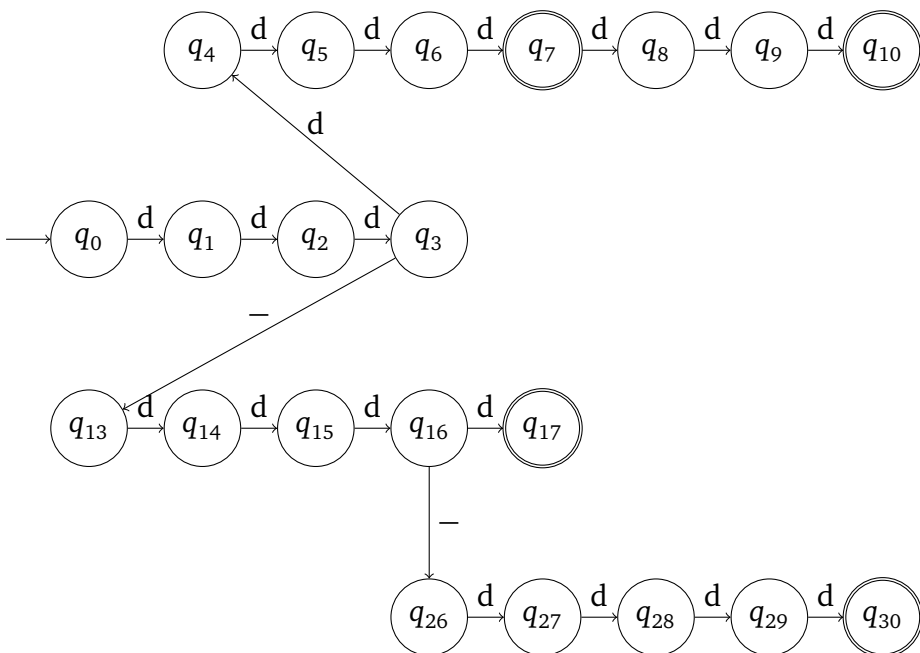 d d d d d d
q4 q5 q6 q7 q8 q9 q10
d
d d d
q0 q1 q2 q3
–
d d d d
q13 q14 q15 q16 q17
–
d d d d
q26 q27 q28 q29 q30